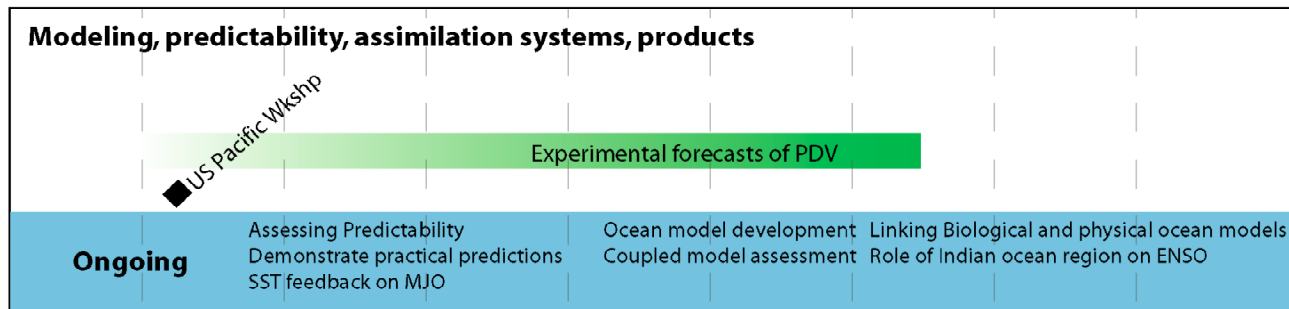 Modeling, predictability, assimilation systems, products
US Pacific Wkshp
Experimental forecasts of PDV
Ongoing
Assessing Predictability
Demonstrate practical predictions
SST feedback on MJO
Ocean model development
Coupled model assessment
Linking Biological and physical ocean models
Role of Indian ocean region on ENSO